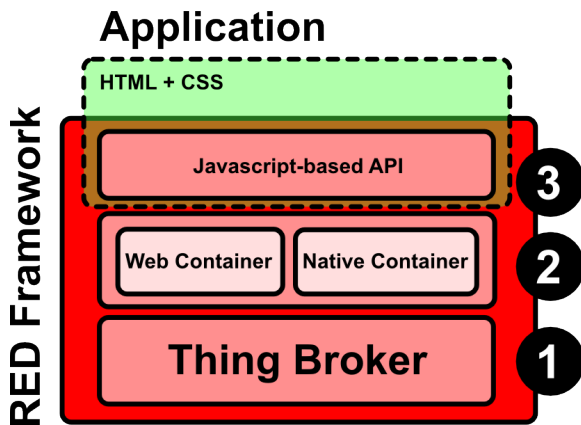 Application
HTML + CSS
RED Framework
Javascript-based API
3
Web Container
Native Container
2
Thing Broker
1